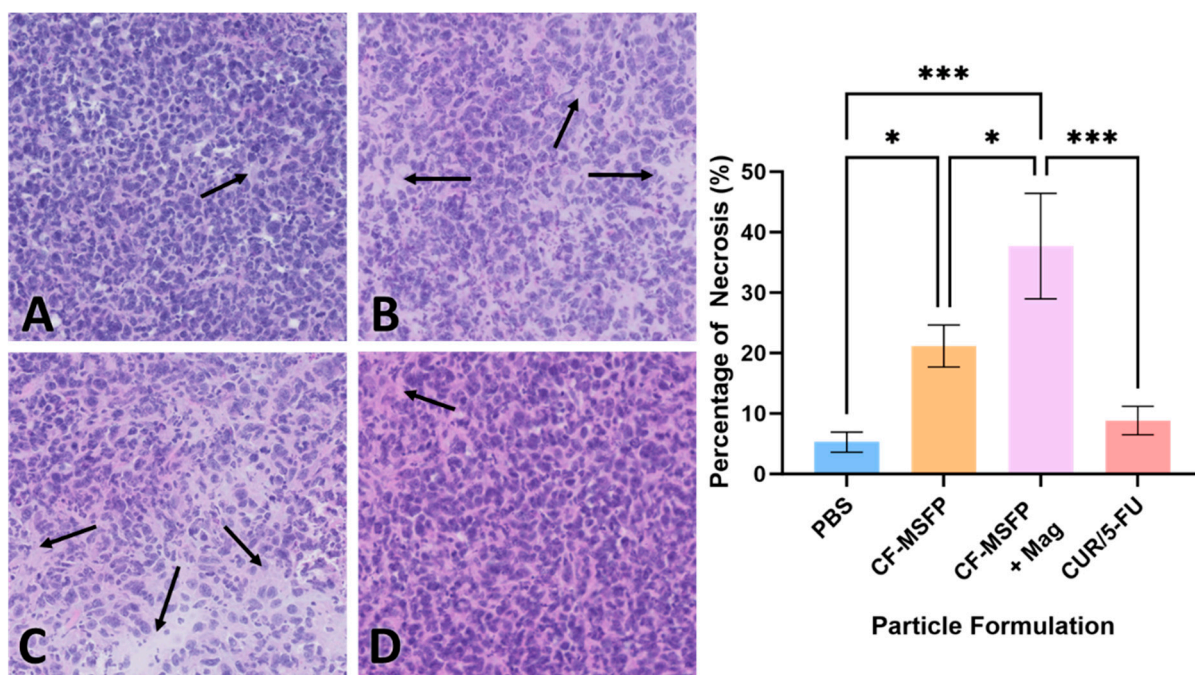 A
B
C
D
***
*
*
***
Percentage of Necrosis (%)
50
40
30
20
10
0
PBS
CF-MSFP
CF-MSFP
+ Mag
CUR/5-FU
Particle Formulation